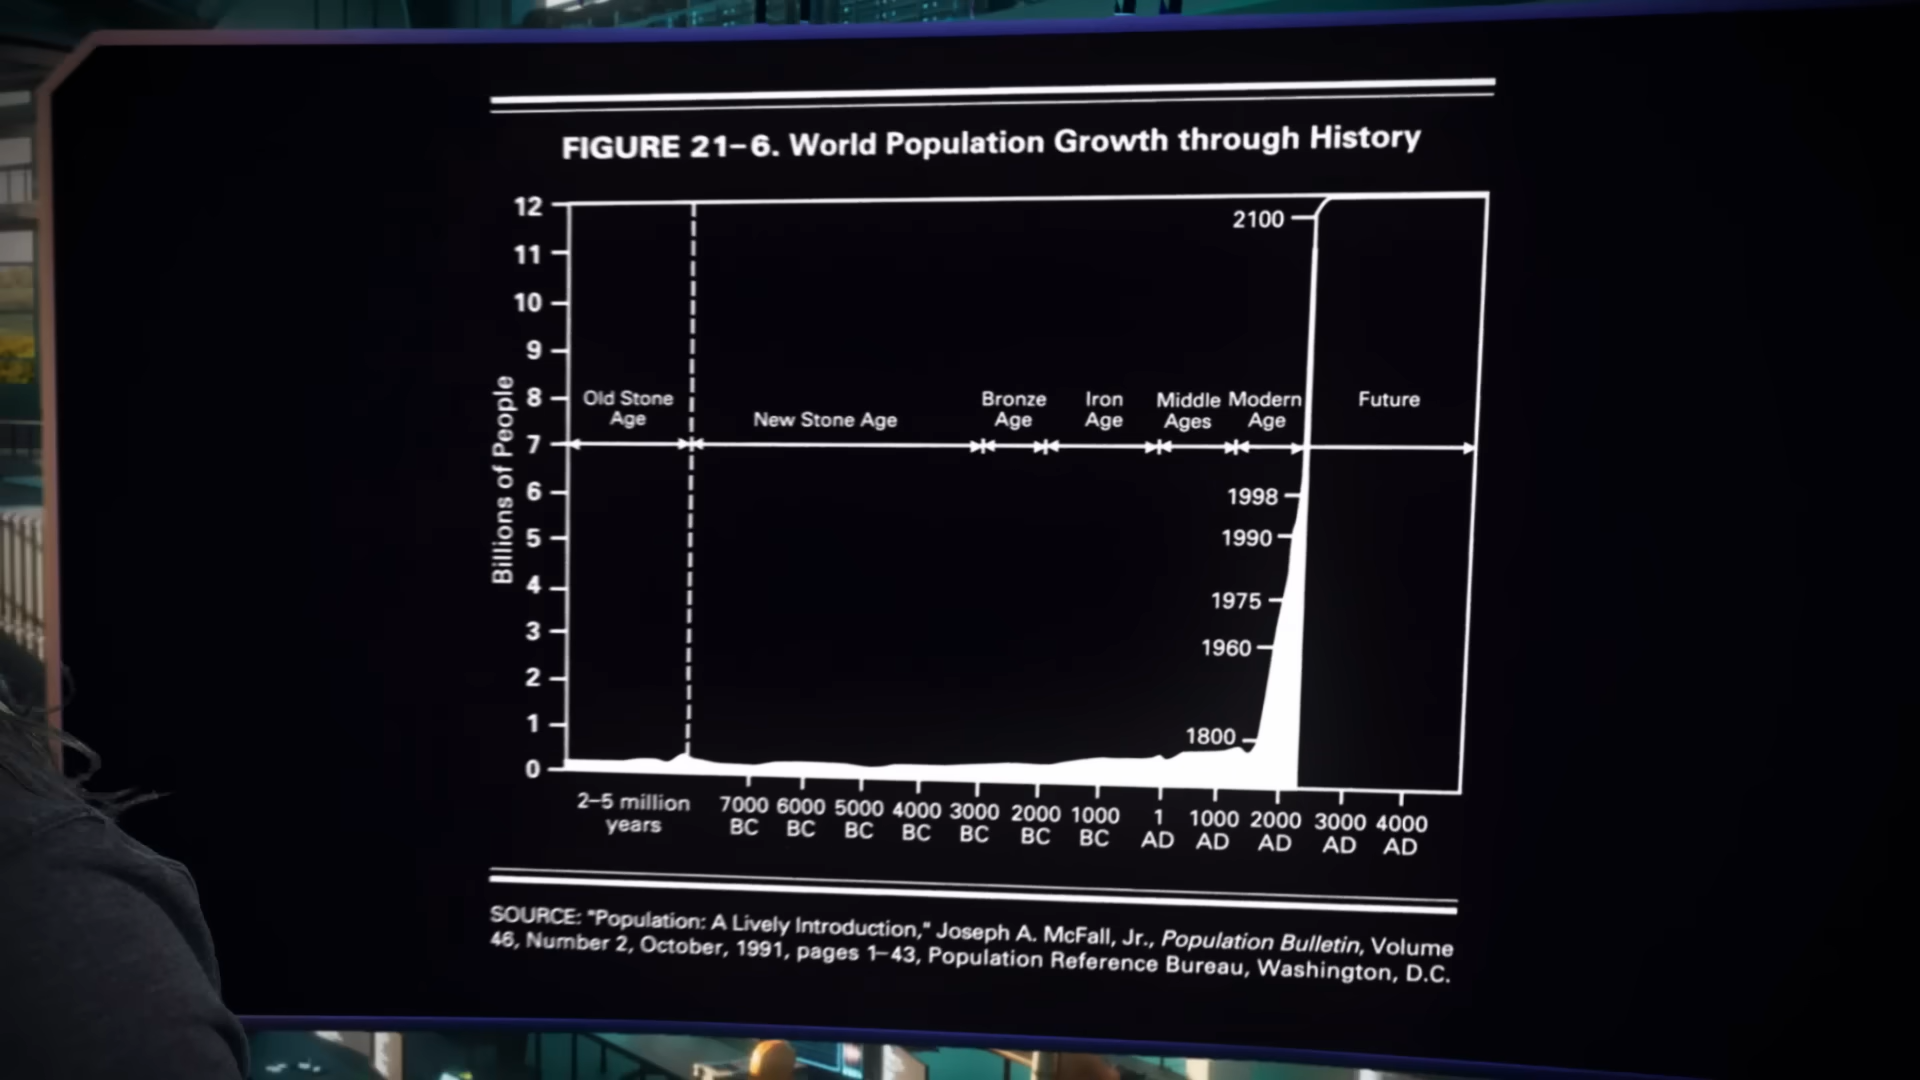 FIGURE 21–6. World Population Growth through History
12
11
10
9
8
7
6
5
4
3
2
1
0
Billions of People
Old Stone
Age
New Stone Age
Bronze
Age
Iron
Age
Middle
Ages
Modern
Age
Future
2100
1998
1990
1975
1960
1800
2–5 million
years
7000
BC
6000
BC
5000
BC
4000
BC
3000
BC
2000
BC
1000
BC
1
AD
1000
AD
2000
AD
3000
AD
4000
AD
SOURCE: "Population: A Lively Introduction," Joseph A. McFall, Jr., Population Bulletin, Volume
46, Number 2, October, 1991, pages 1–43, Population Reference Bureau, Washington, D.C.